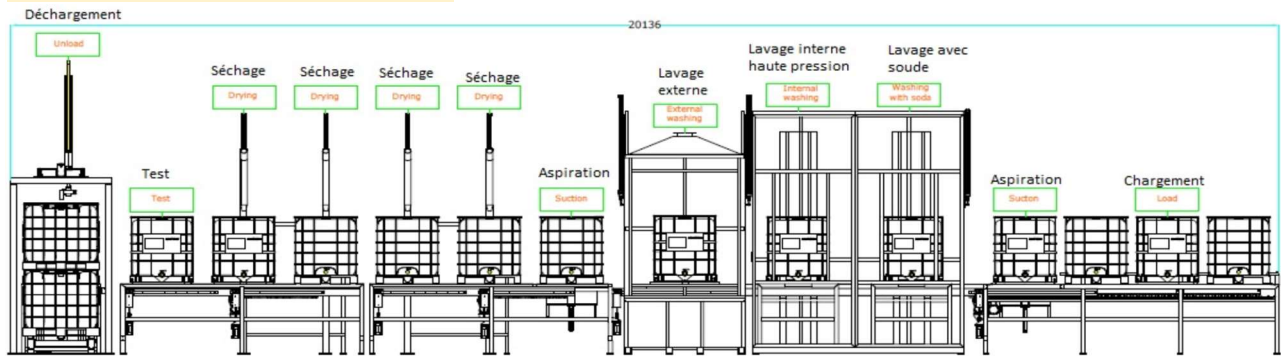 Déchargement
Unload
20136
Séchage
Drying
Séchage
Drying
Séchage
Drying
Séchage
Drying
Test
Test
Aspiration
Suction
Lavage
externe
External
washing
Lavage interne
haute pression
Internal
washing
Lavage avec
soude
Washing
with soda
Aspiration
Sucton
Chargement
Load